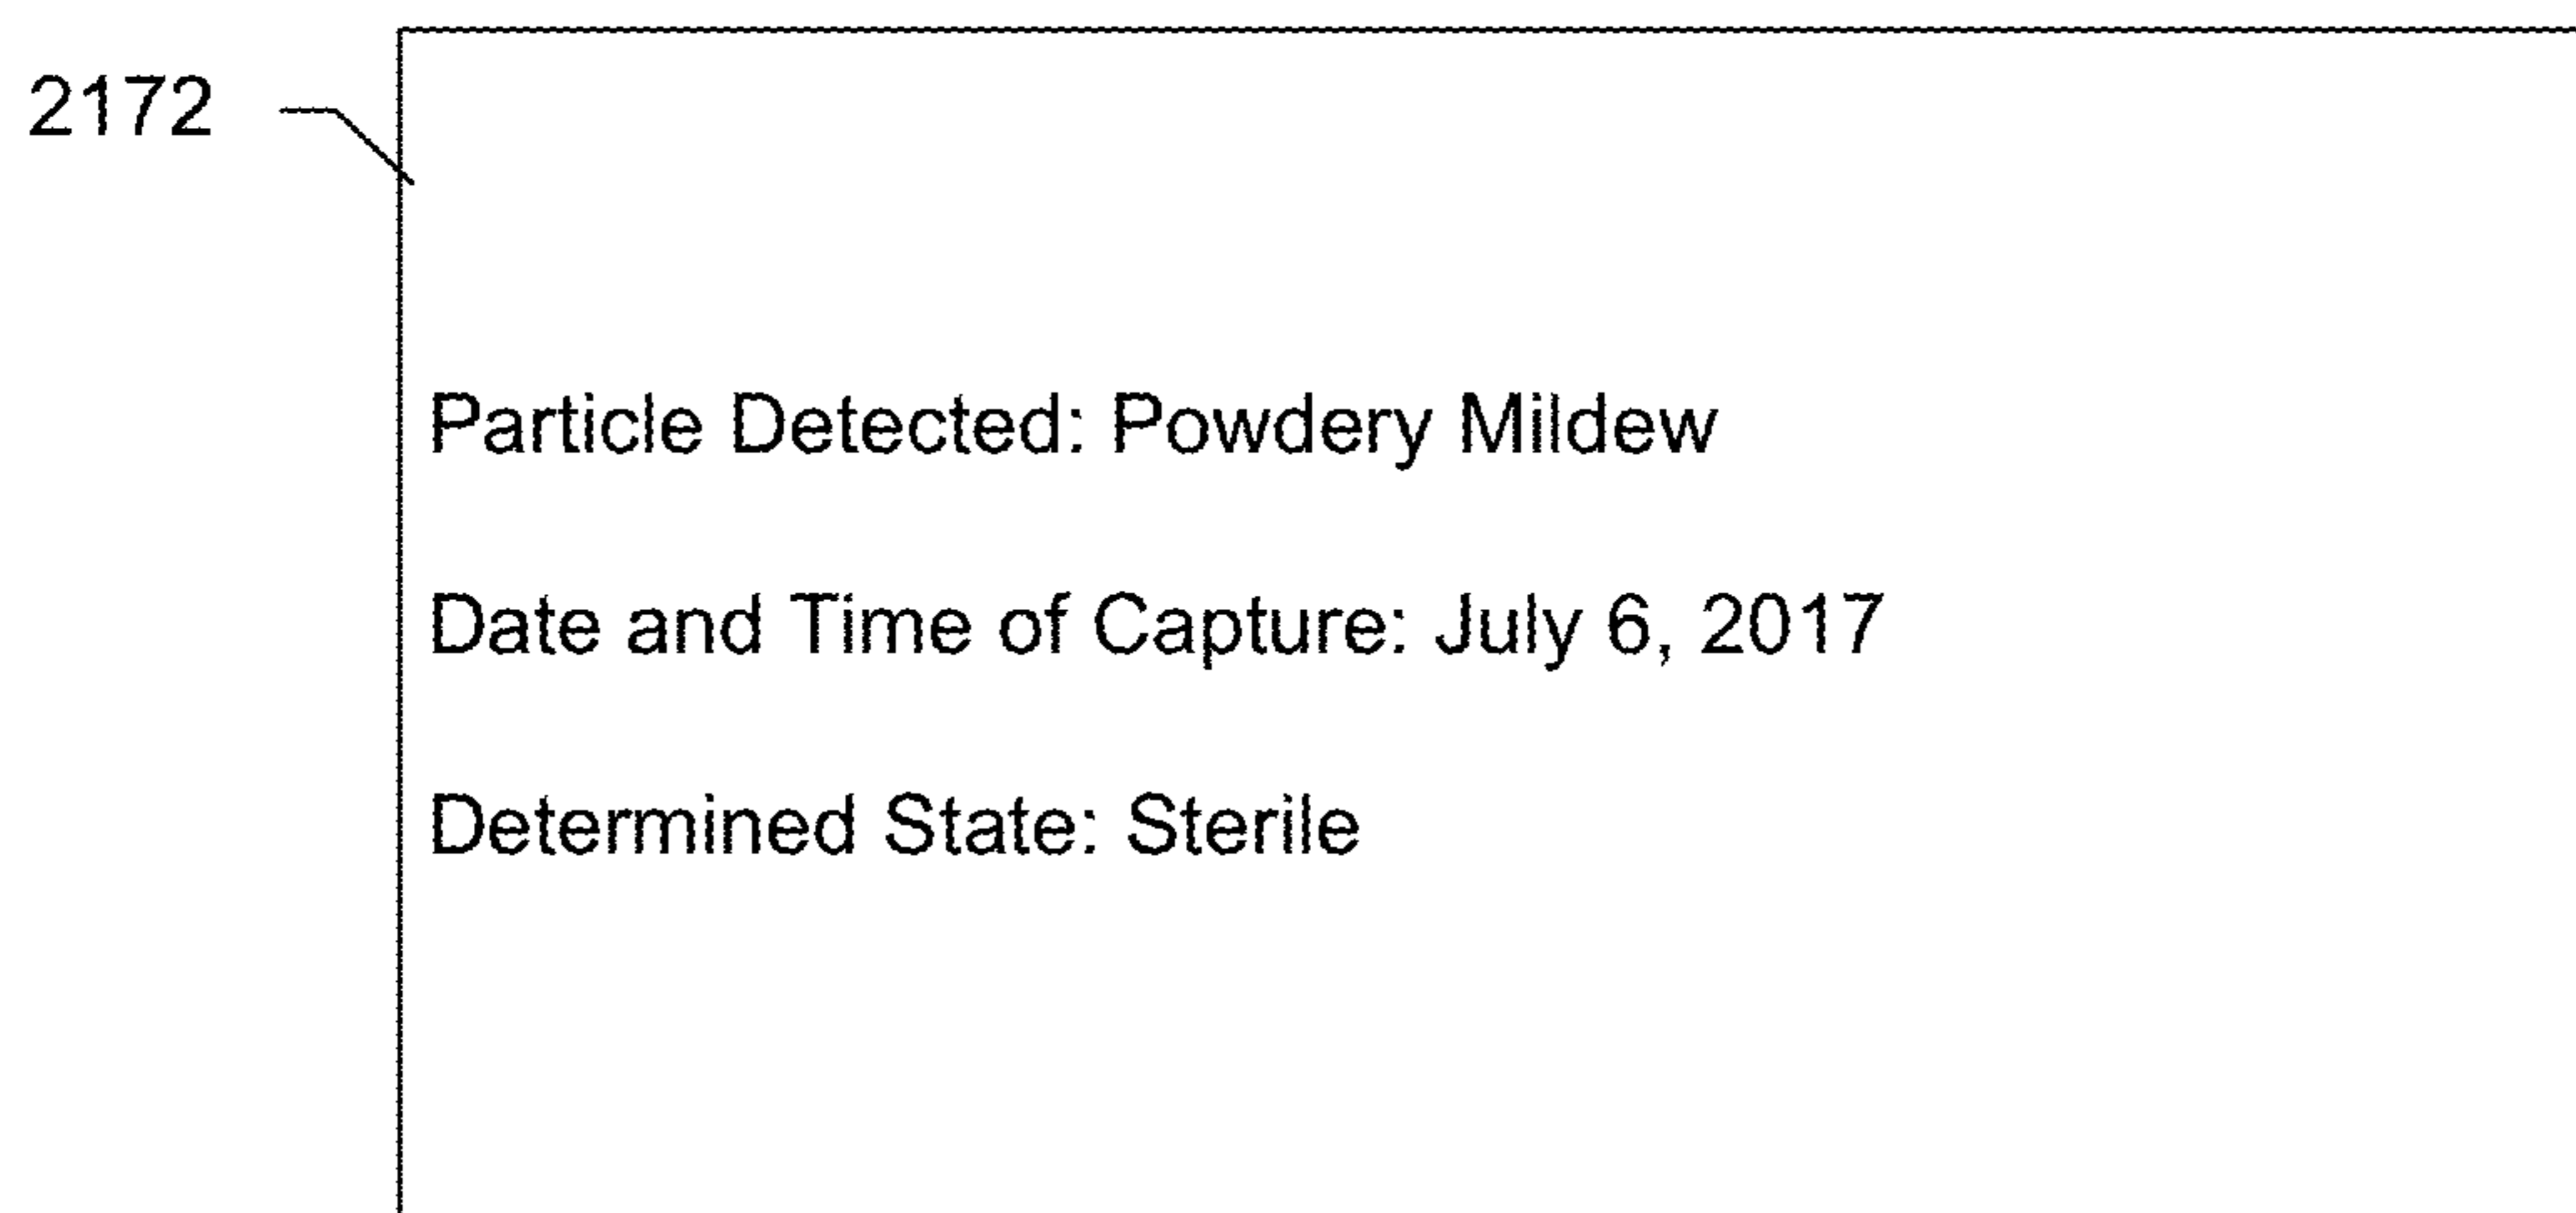 2172
Particle Detected: Powdery Mildew
Date and Time of Capture: July 6, 2017
Determined State: Sterile